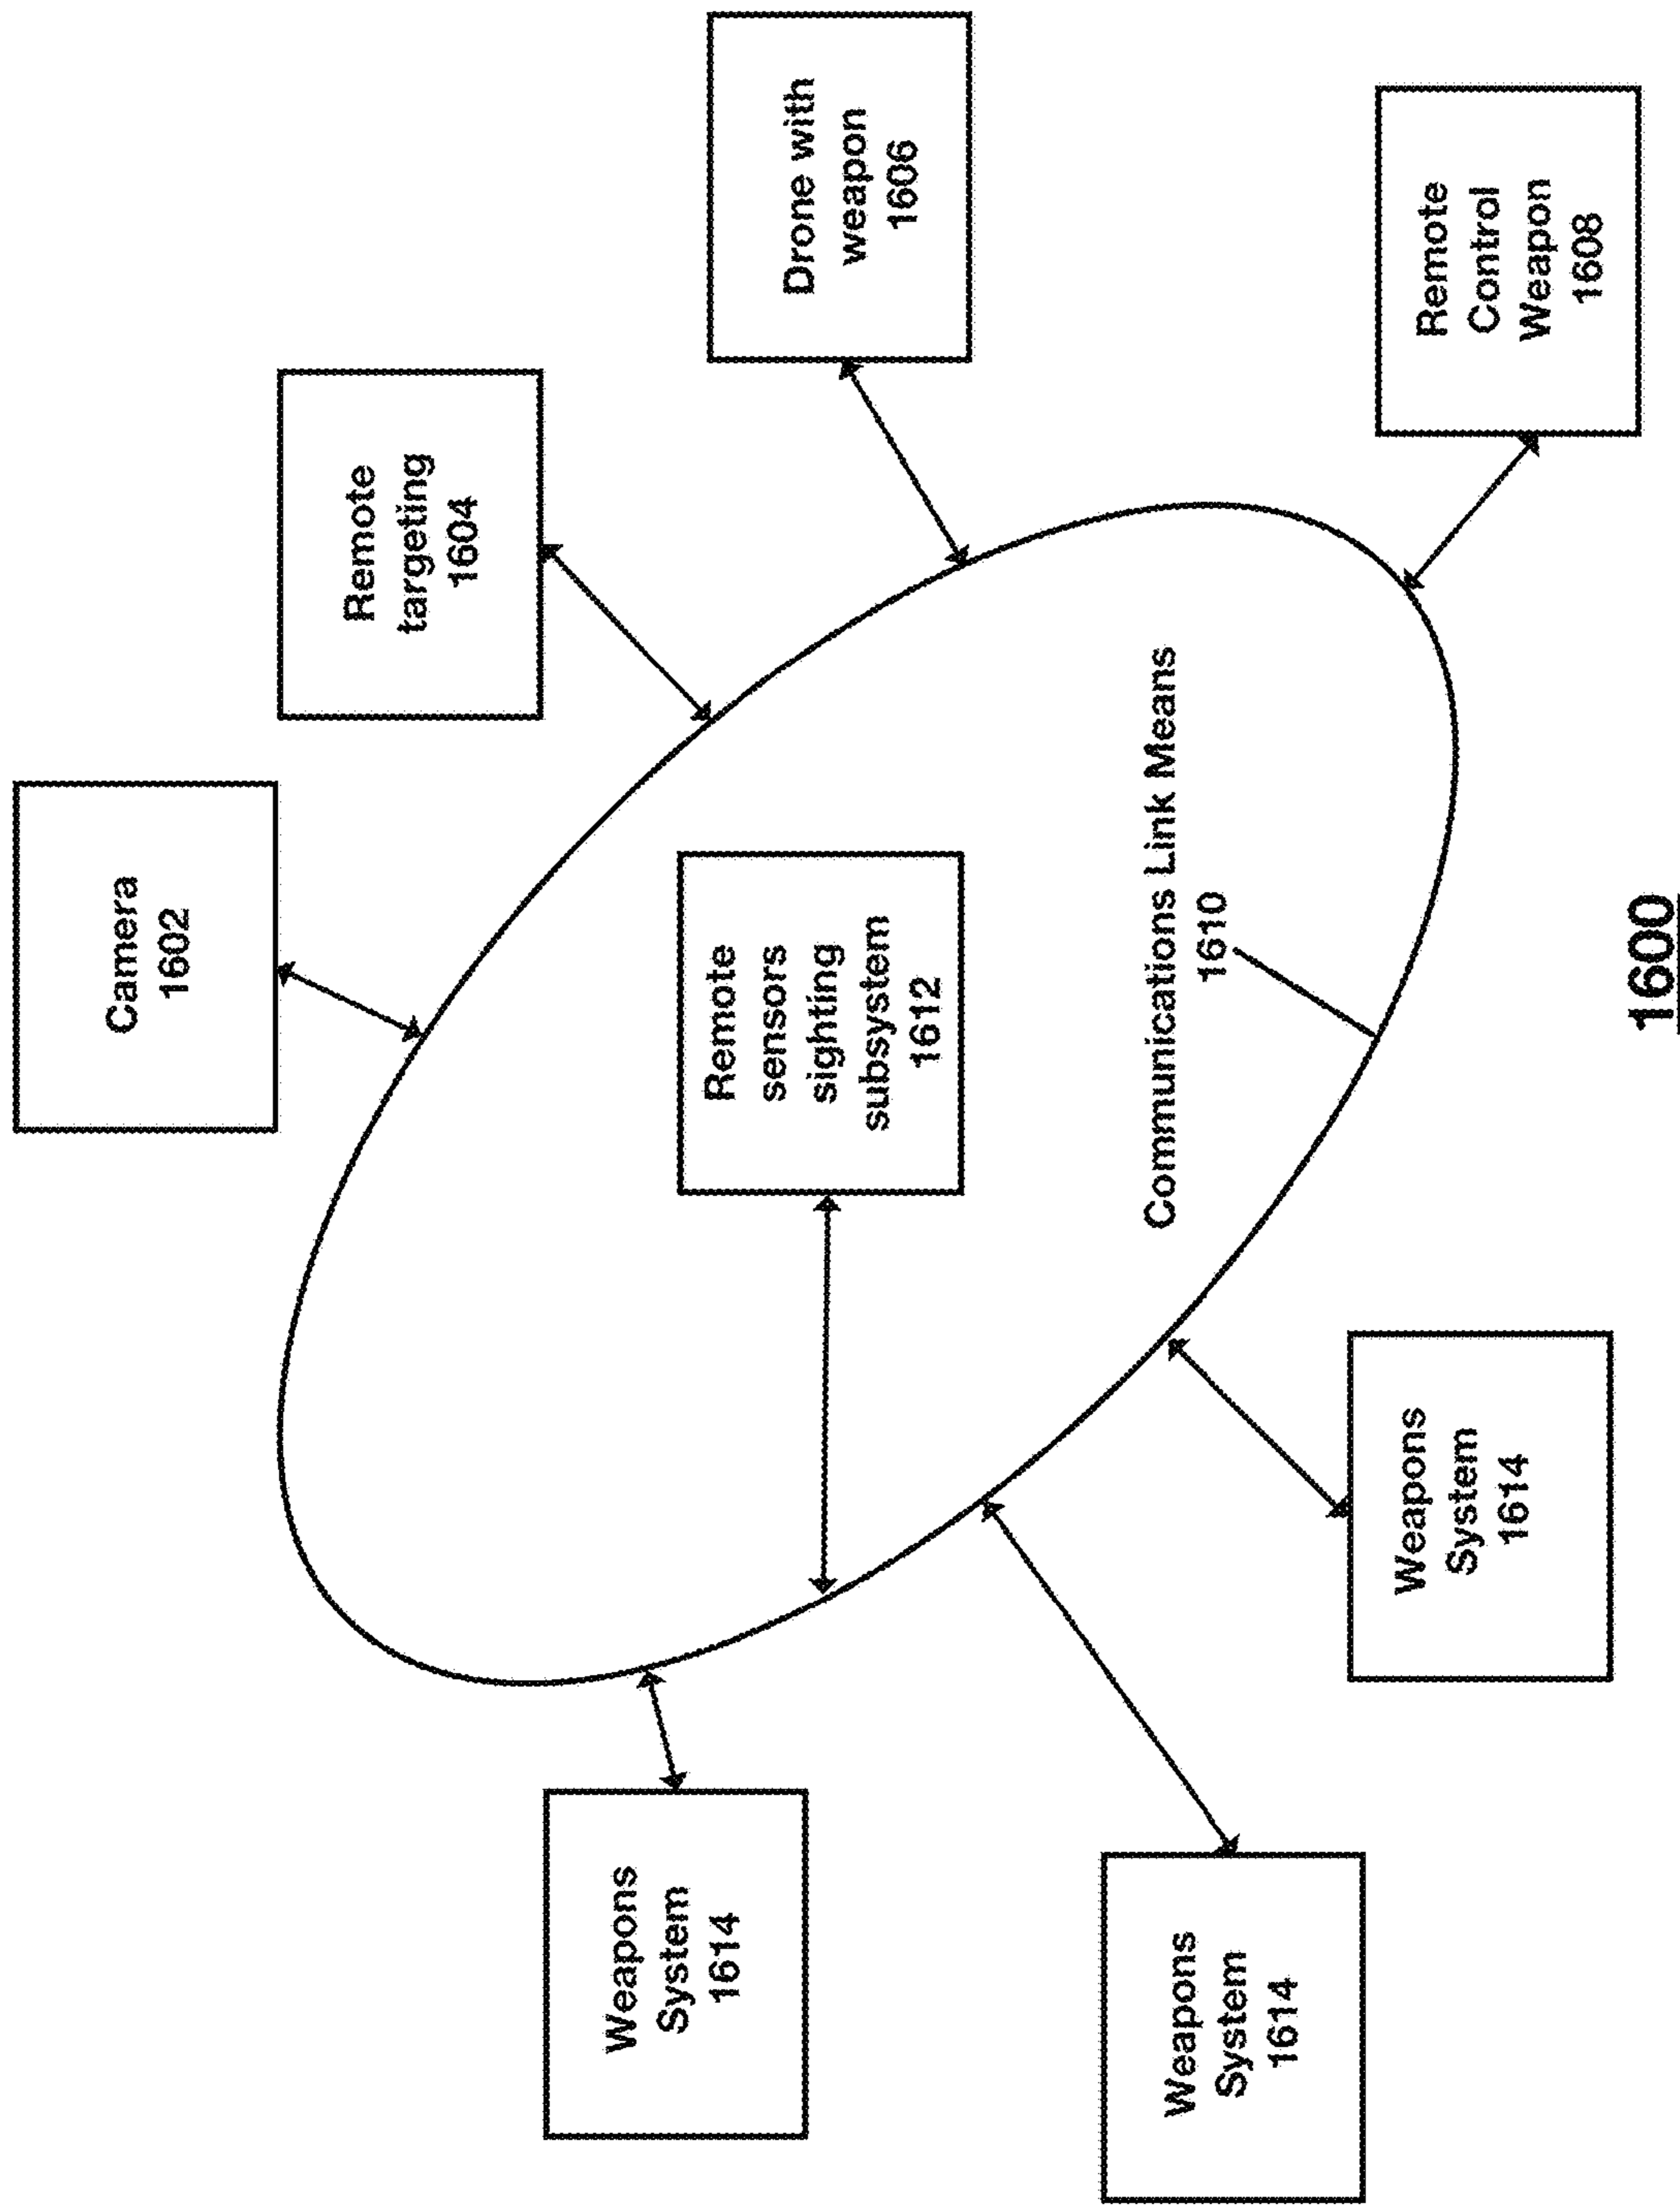 Camera
1602
Remote
targeting
1604
Drone with
weapon
1606
Remote
Control
Weapon
1608
Remote
sensors
sighting
subsystem
1612
Communications Link Means
1610
Weapons
System
1614
Weapons
System
1614
Weapons
System
1614
1600